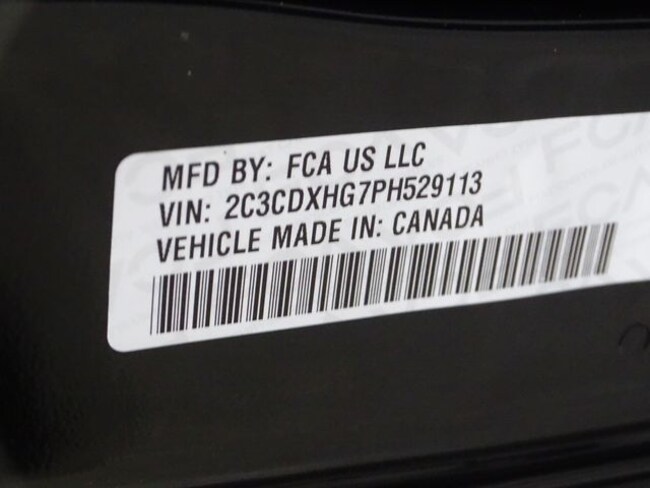 MFD BY: FCA US LLC
VIN: 2C3CDXHG7PH529113
VEHICLE MADE IN: CANADA